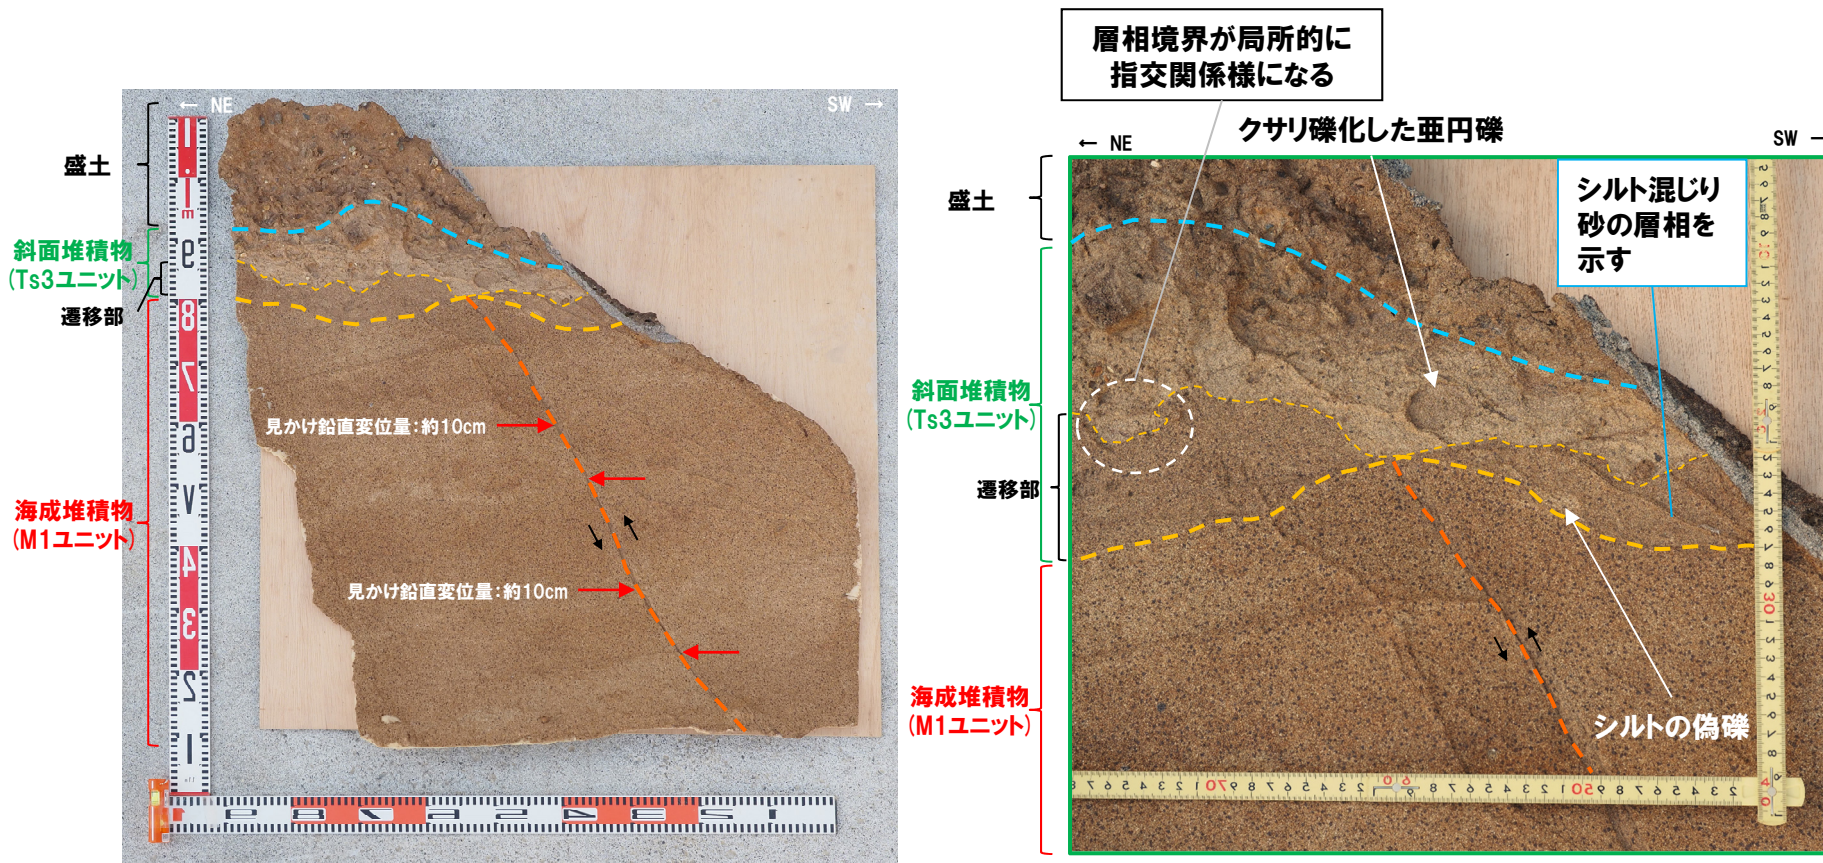 ← NE
SW →
盛土
斜面堆積物
(Ts3ユニット)
遷移部
海成堆積物
(M1ユニット)
見かけ鉛直変位量：約10cm
見かけ鉛直変位量：約10cm
層相境界が局所的に
指交関係様になる
クサリ礫化した亜円礫
← NE
SW
シルト混じり
砂の層相を
示す
盛土
斜面堆積物
(Ts3ユニット)
遷移部
海成堆積物
(M1ユニット)
シルトの偽礫